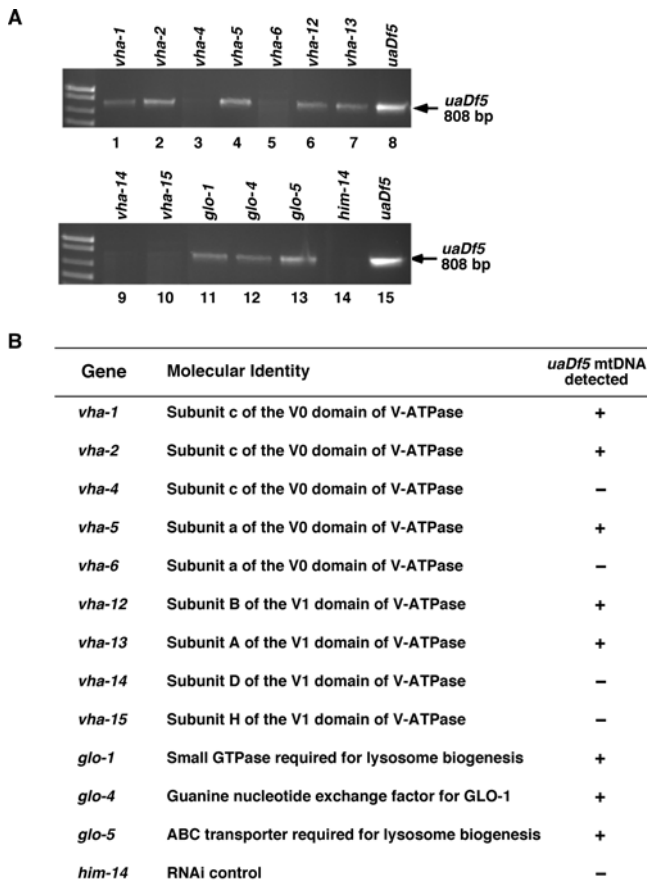 A
vha-1 vha-2 vha-4 vha-5 vha-6 vha-12 vha-13 uaDf5
uaDf5
808 bp
1 2 3 4 5 6 7 8
vha-14 vha-15 glo-1 glo-4 glo-5 him-14 uaDf5
uaDf5
808 bp
9 10 11 12 13 14 15
B
Gene Molecular Identity uaDf5 mtDNA
detected
vha-1 Subunit c of the V0 domain of V-ATPase +
vha-2 Subunit c of the V0 domain of V-ATPase +
vha-4 Subunit c of the V0 domain of V-ATPase –
vha-5 Subunit a of the V0 domain of V-ATPase +
vha-6 Subunit a of the V0 domain of V-ATPase –
vha-12 Subunit B of the V1 domain of V-ATPase +
vha-13 Subunit A of the V1 domain of V-ATPase +
vha-14 Subunit D of the V1 domain of V-ATPase –
vha-15 Subunit H of the V1 domain of V-ATPase –
glo-1 Small GTPase required for lysosome biogenesis +
glo-4 Guanine nucleotide exchange factor for GLO-1 +
glo-5 ABC transporter required for lysosome biogenesis +
him-14 RNAi control –